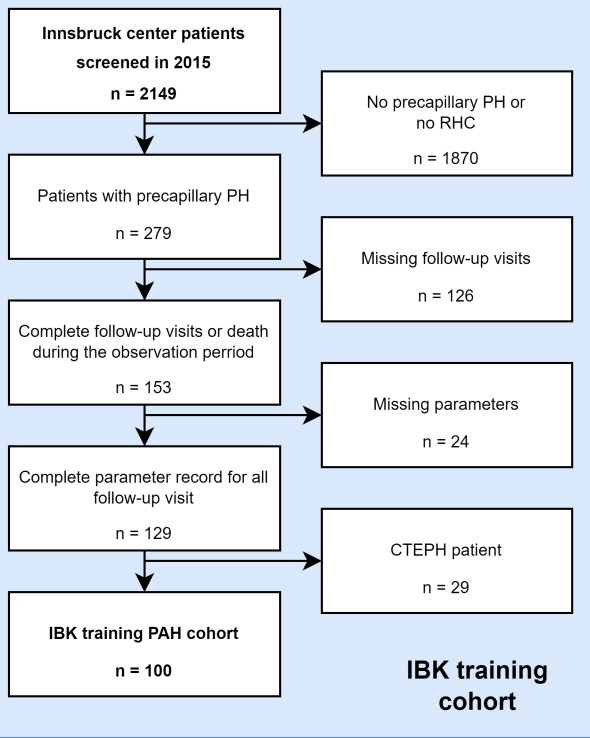 Innsbruck center patients
screened in 2015
n = 2149
No precapillary PH or
no RHC
n = 1870
Patients with precapillary PH
n = 279
Missing follow-up visits
n = 126
Complete follow-up visits or death
during the observation perriod
n = 153
Missing parameters
n = 24
Complete parameter record for all
follow-up visit
n = 129
CTEPH patient
n = 29
IBK training PAH cohort
n = 100
IBK training
cohort